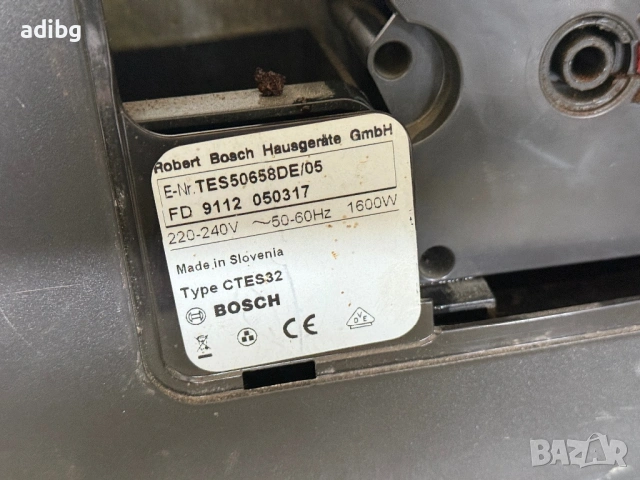 adibg
Robert Bosch Hausgeräte GmbH
E-Nr. TES50658DE/05
FD 9112 050317
220-240V ~50-60Hz 1600W
Made in Slovenia
Type CTES32
BOSCH
CE
DVE
BAZAR